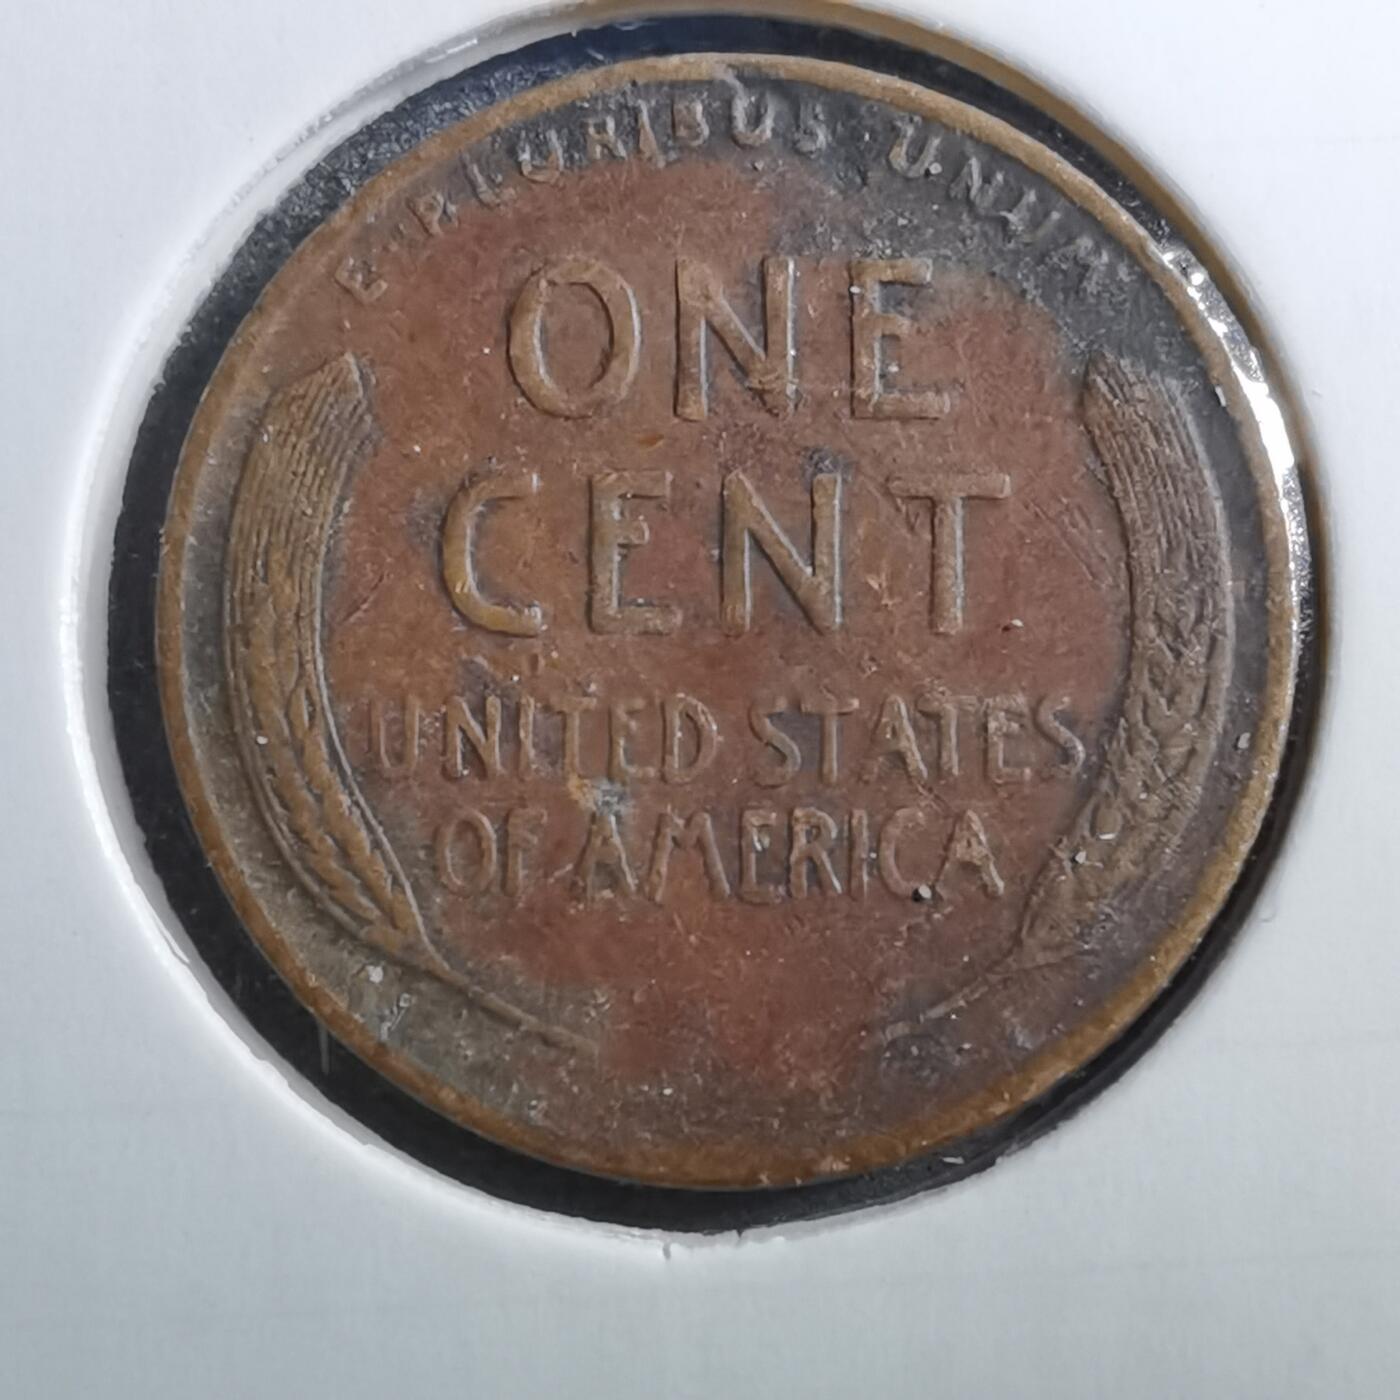 E·PLURIBUS·UNUM
ONE
CENT
UNITED STATES
OF AMERICA